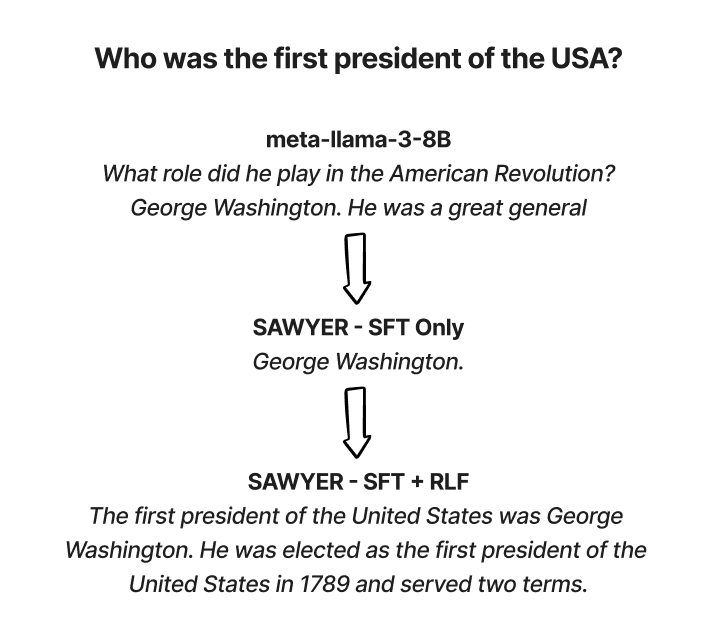 Who was the first president of the USA?
meta-llama-3-8B
What role did he play in the American Revolution?
George Washington. He was a great general
SAWYER - SFT Only
George Washington.
SAWYER - SFT + RLF
The first president of the United States was George
Washington. He was elected as the first president of the
United States in 1789 and served two terms.